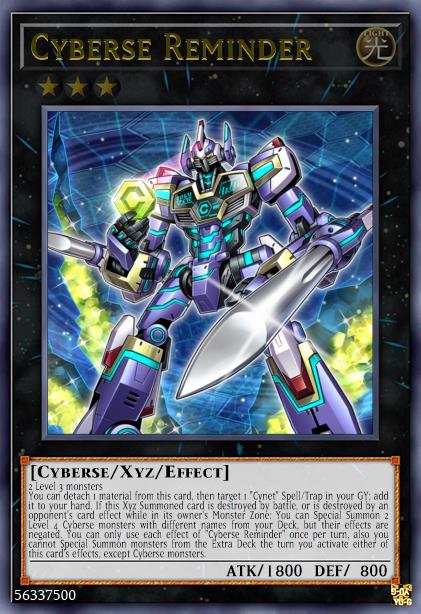 CYBERSE REMINDER
LIGHT
光
[CYBERSE/XYZ/EFFECT]
2 Level 3 monsters
You can detach 1 material from this card, then target 1 "Cynet" Spell/Trap in your GY; add
it to your hand. If this Xyz Summoned card is destroyed by battle, or is destroyed by an
opponent's card effect while in its owner's Monster Zone: You can Special Summon 2
Level 4 Cyberse monsters with different names from your Deck, but their effects are
negated. You can only use each effect of "Cyberse Reminder" once per turn, also you
cannot Special Summon monsters from the Extra Deck the turn you activate either of
this card's effects, except Cyberse monsters.
ATK/1800 DEF/ 800
56337500